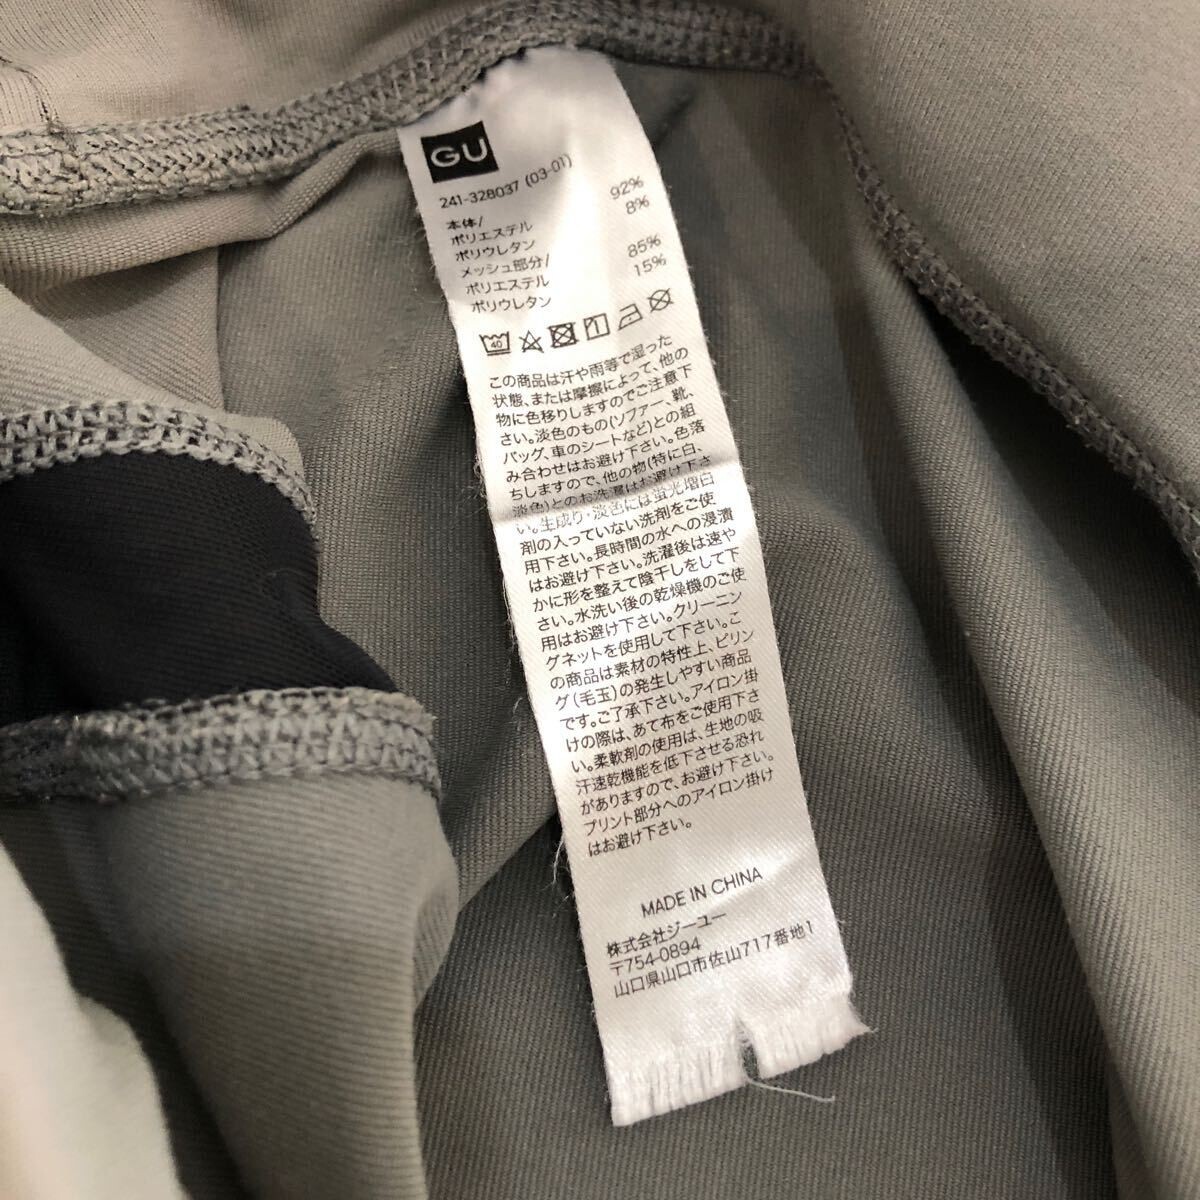 GU
241-328037 (03-01)
本体/
ポリエステル 92%
ポリウレタン 8%
メッシュ部分/
ポリエステル 85%
ポリウレタン 15%
40
この商品は汗や雨等で湿った
状態、または摩擦によって、他の
物に色移りしますのでご注意下
さい。淡色のもの(ソファー、靴、
バッグ、車のシートなど)との組
み合わせはお避け下さい。色落
ちしますので、他の物(特に白、
淡色)とのお洗濯はお避け下さ
い。生成り・淡色には蛍光増白
剤の入っていない洗剤をご使
用下さい。長時間の水への浸漬
はお避け下さい。洗濯後は速や
かに形を整えて陰干しをして下
さい。水洗い後の乾燥機のご使
用はお避け下さい。クリーニン
グネットを使用して下さい。こ
の商品は素材の特性上、ピリン
グ(毛玉)の発生しやすい商品
です。ご了承下さい。アイロン掛
けの際は、あて布をご使用下さ
い。柔軟剤の使用は、生地の吸
汗速乾機能を低下させる恐れ
がありますので、お避け下さい。
プリント部分へのアイロン掛け
はお避け下さい。
MADE IN CHINA
株式会社ジーユー
〒754-0894
山口県山口市佐山717番地1